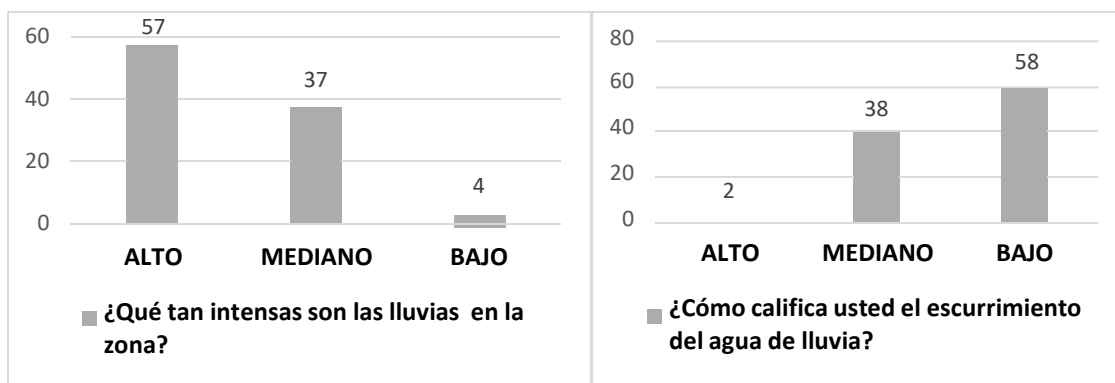 57
60
37
40
20
4
0
ALTO MEDIANO BAJO
¿Qué tan intensas son las lluvias en la
zona?
80
58
60
38
40
20
2
0
ALTO MEDIANO BAJO
¿Cómo califica usted el escurrimiento
del agua de lluvia?